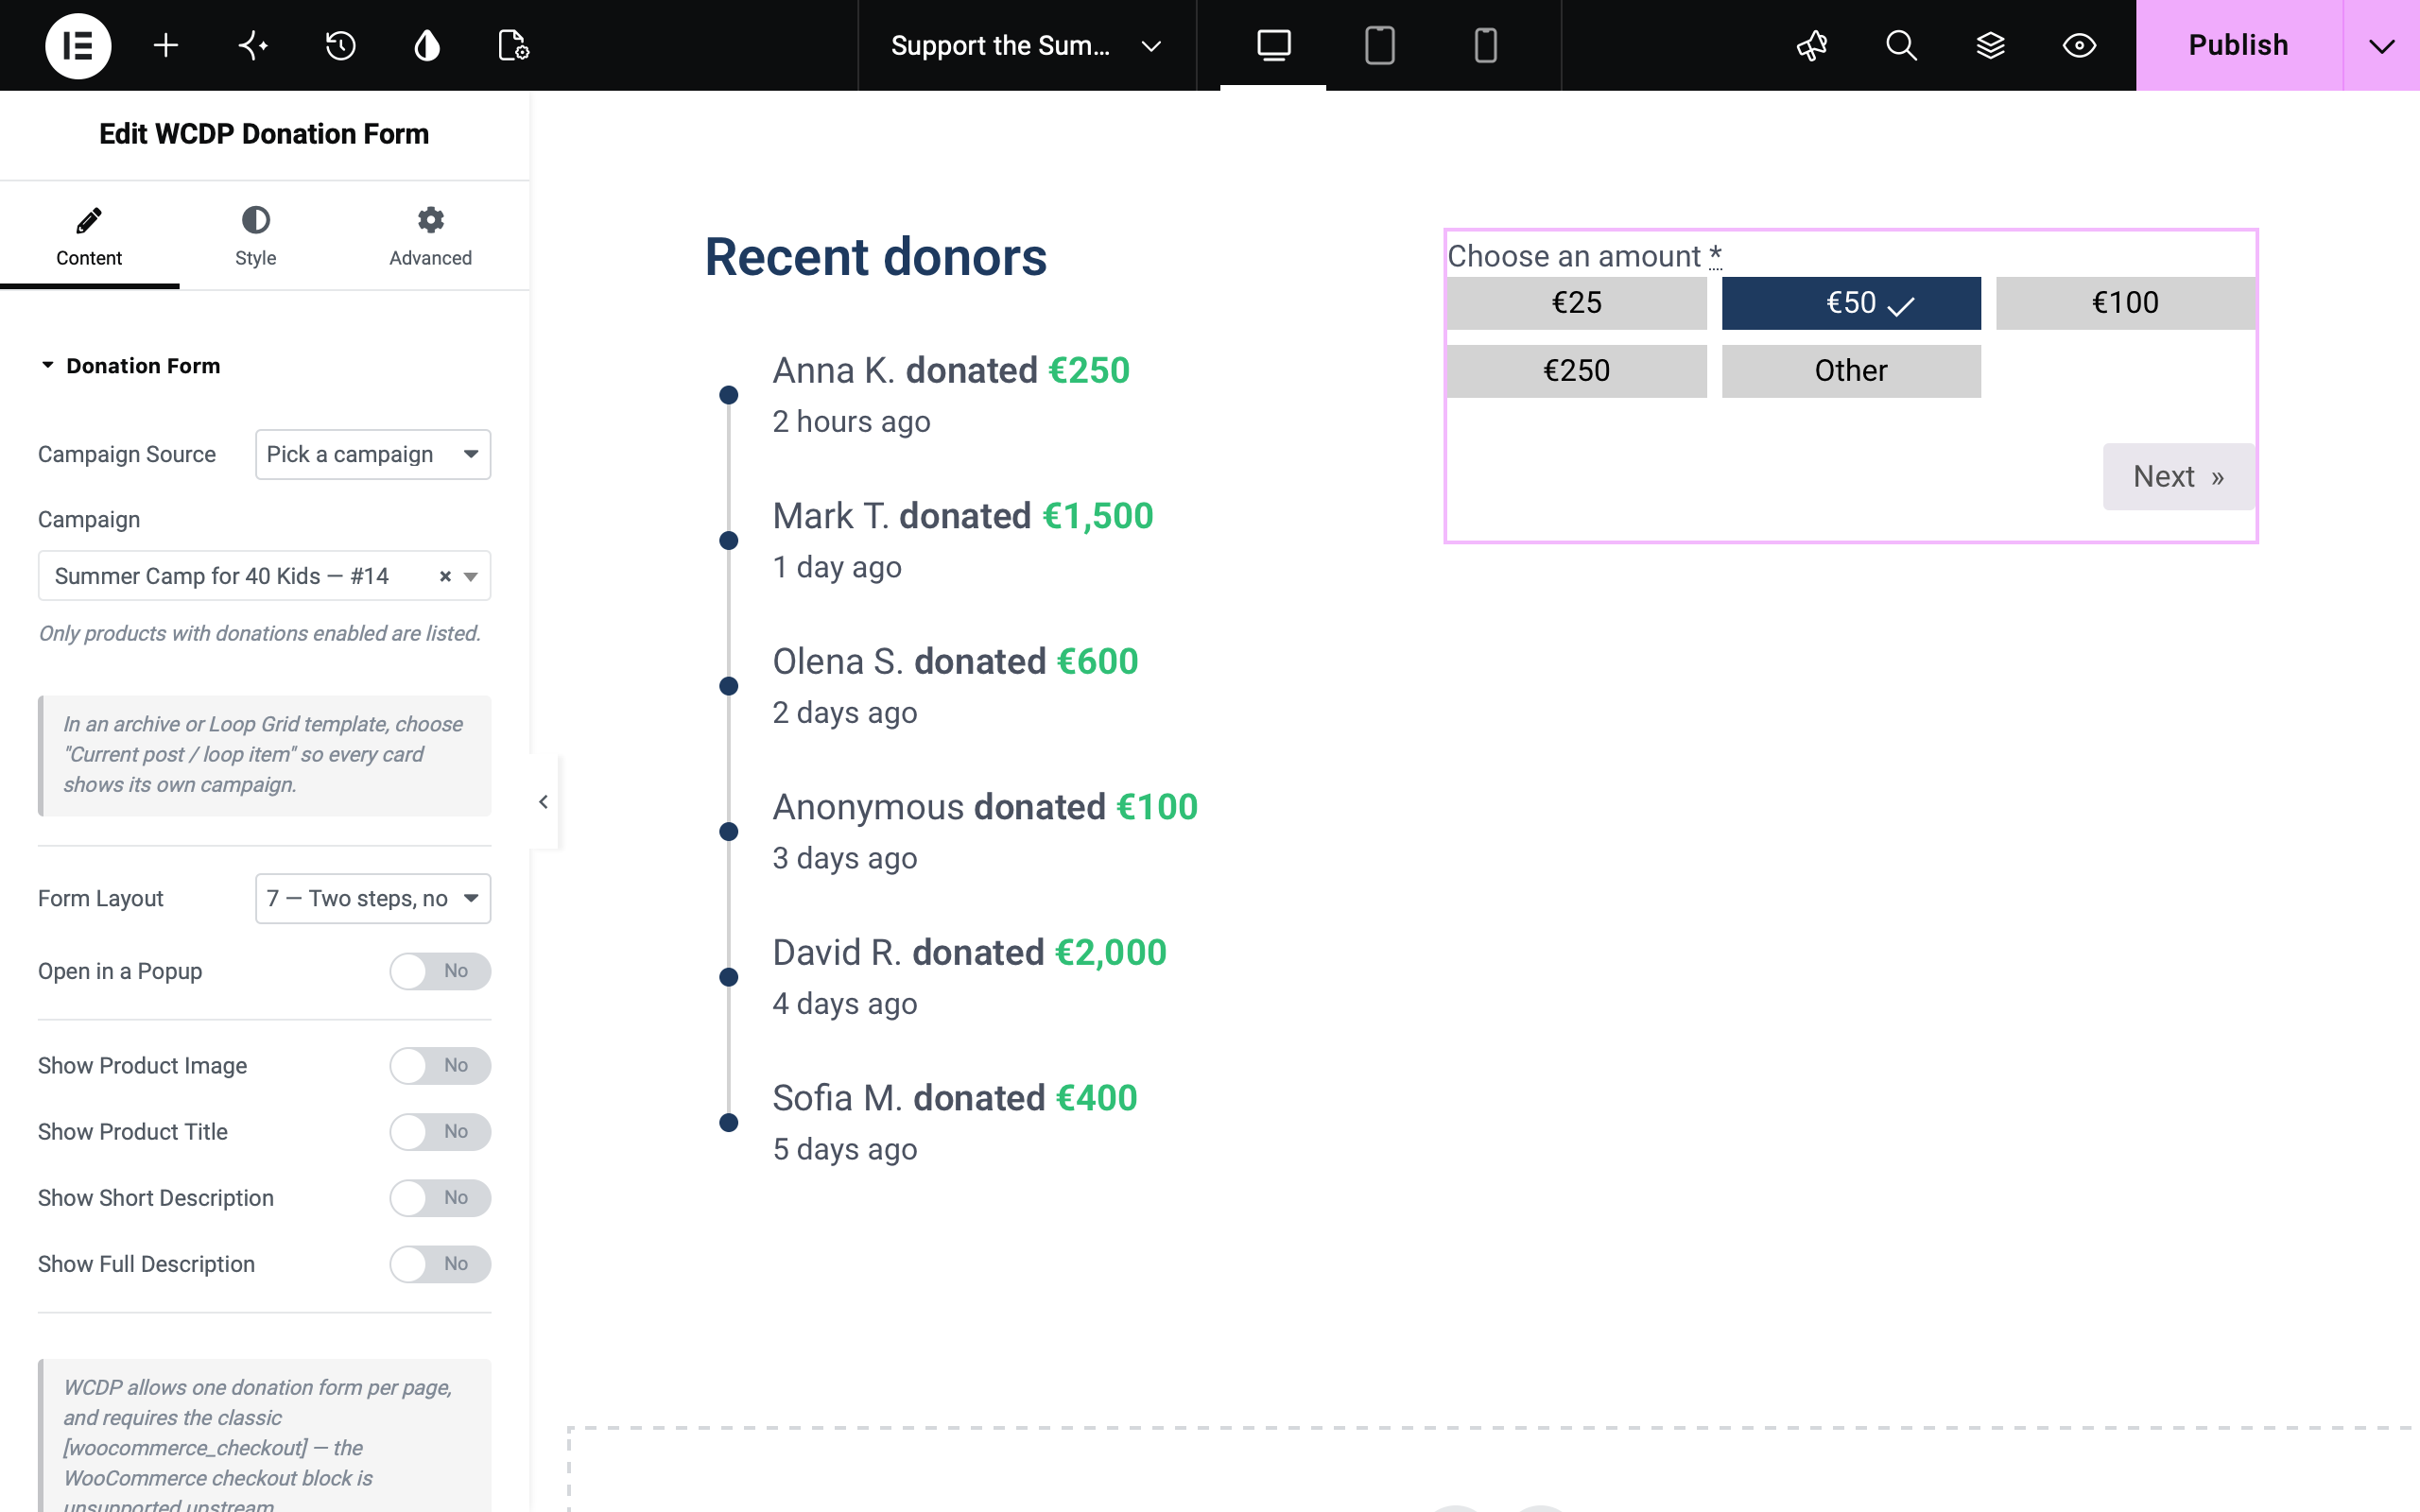 Support the Sum...
Publish
Edit WCDP Donation Form
Content
Style
Advanced
Donation Form
Campaign Source
Pick a campaign
Campaign
Summer Camp for 40 Kids — #14
×
Only products with donations enabled are listed.
In an archive or Loop Grid template, choose
"Current post / loop item" so every card
shows its own campaign.
Form Layout
7 — Two steps, no
Open in a Popup
No
Show Product Image
No
Show Product Title
No
Show Short Description
No
Show Full Description
No
WCDP allows one donation form per page,
and requires the classic
[woocommerce_checkout] — the
WooCommerce checkout block is
unsupported upstream
Recent donors
Anna K. donated €250
2 hours ago
Mark T. donated €1,500
1 day ago
Olena S. donated €600
2 days ago
Anonymous donated €100
3 days ago
David R. donated €2,000
4 days ago
Sofia M. donated €400
5 days ago
Choose an amount *
€25
€50
€100
€250
Other
Next »